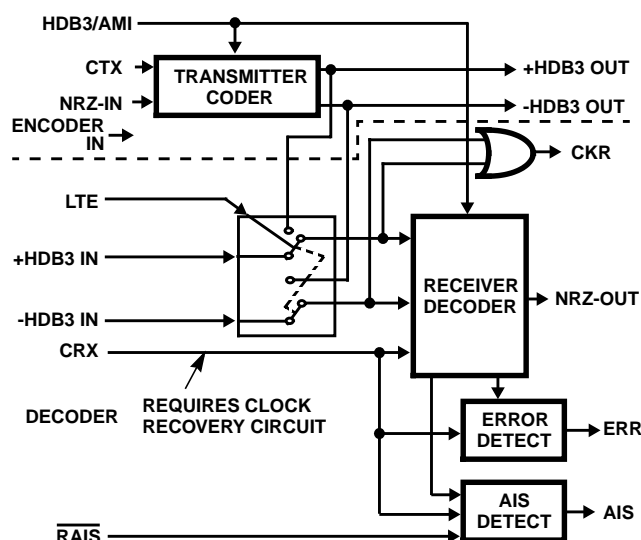 HDB3/AMI
CTX
TRANSMITTER
CODER
+HDB3 OUT
NRZ-IN
-HDB3 OUT
ENCODER
IN
CKR
LTE
+HDB3 IN
RECEIVER
DECODER
NRZ-OUT
-HDB3 IN
CRX
DECODER
REQUIRES CLOCK
RECOVERY CIRCUIT
ERROR
DETECT
ERR
AIS
DETECT
AIS
RAIS